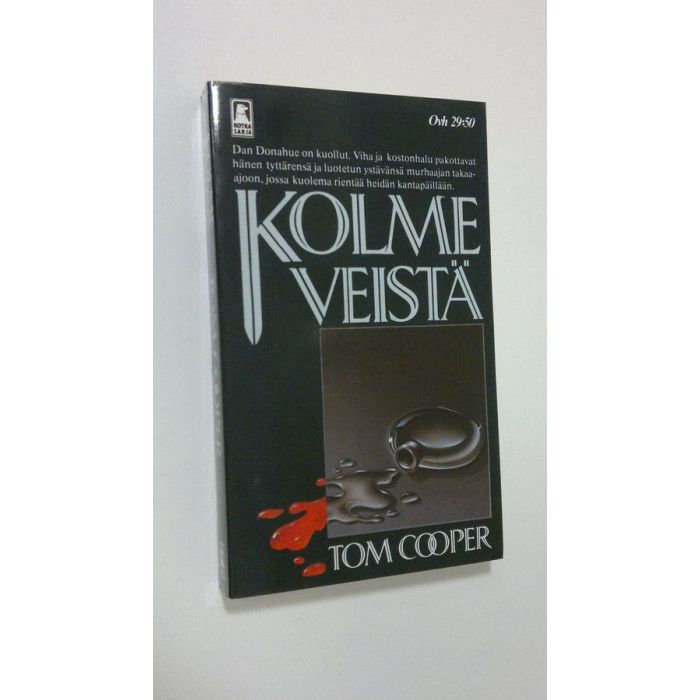 KOTKA
SARJA
Ovh 29:50
Dan Donahue on kuollut. Viha ja kostonhalu pakottavat
hänen tyttärensä ja luotetun ystävänsä murhaajan takaa-
ajoon, jossa kuolema rientää heidän kantapäillään.
KOLME
VEISTÄ
TOM COOPER